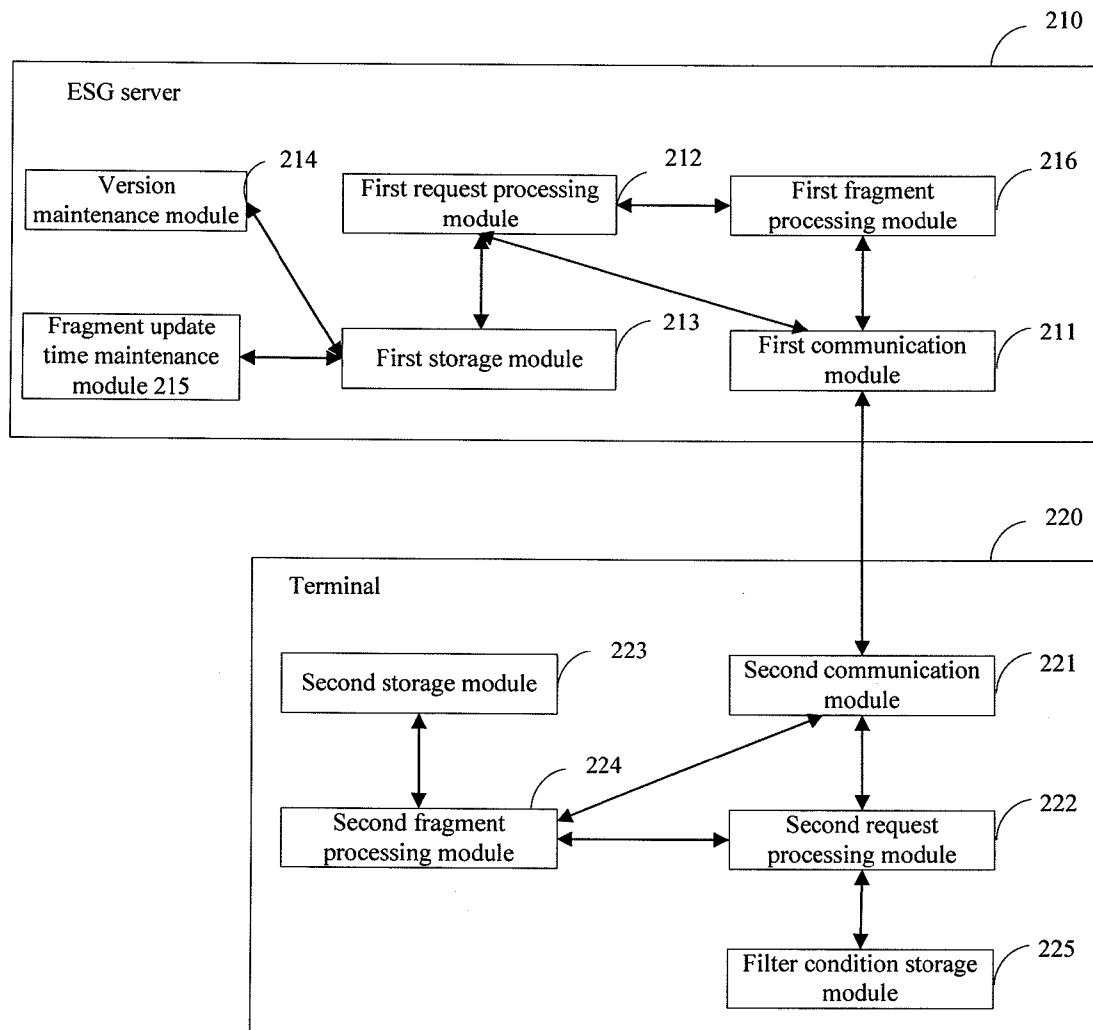 210
ESG server
214
212
216
Version
maintenance module
First request processing
module
First fragment
processing module
213
211
Fragment update
time maintenance
module 215
First storage module
First communication
module
220
Terminal
223
221
Second storage module
Second communication
module
224
222
Second fragment
processing module
Second request
processing module
225
Filter condition storage
module